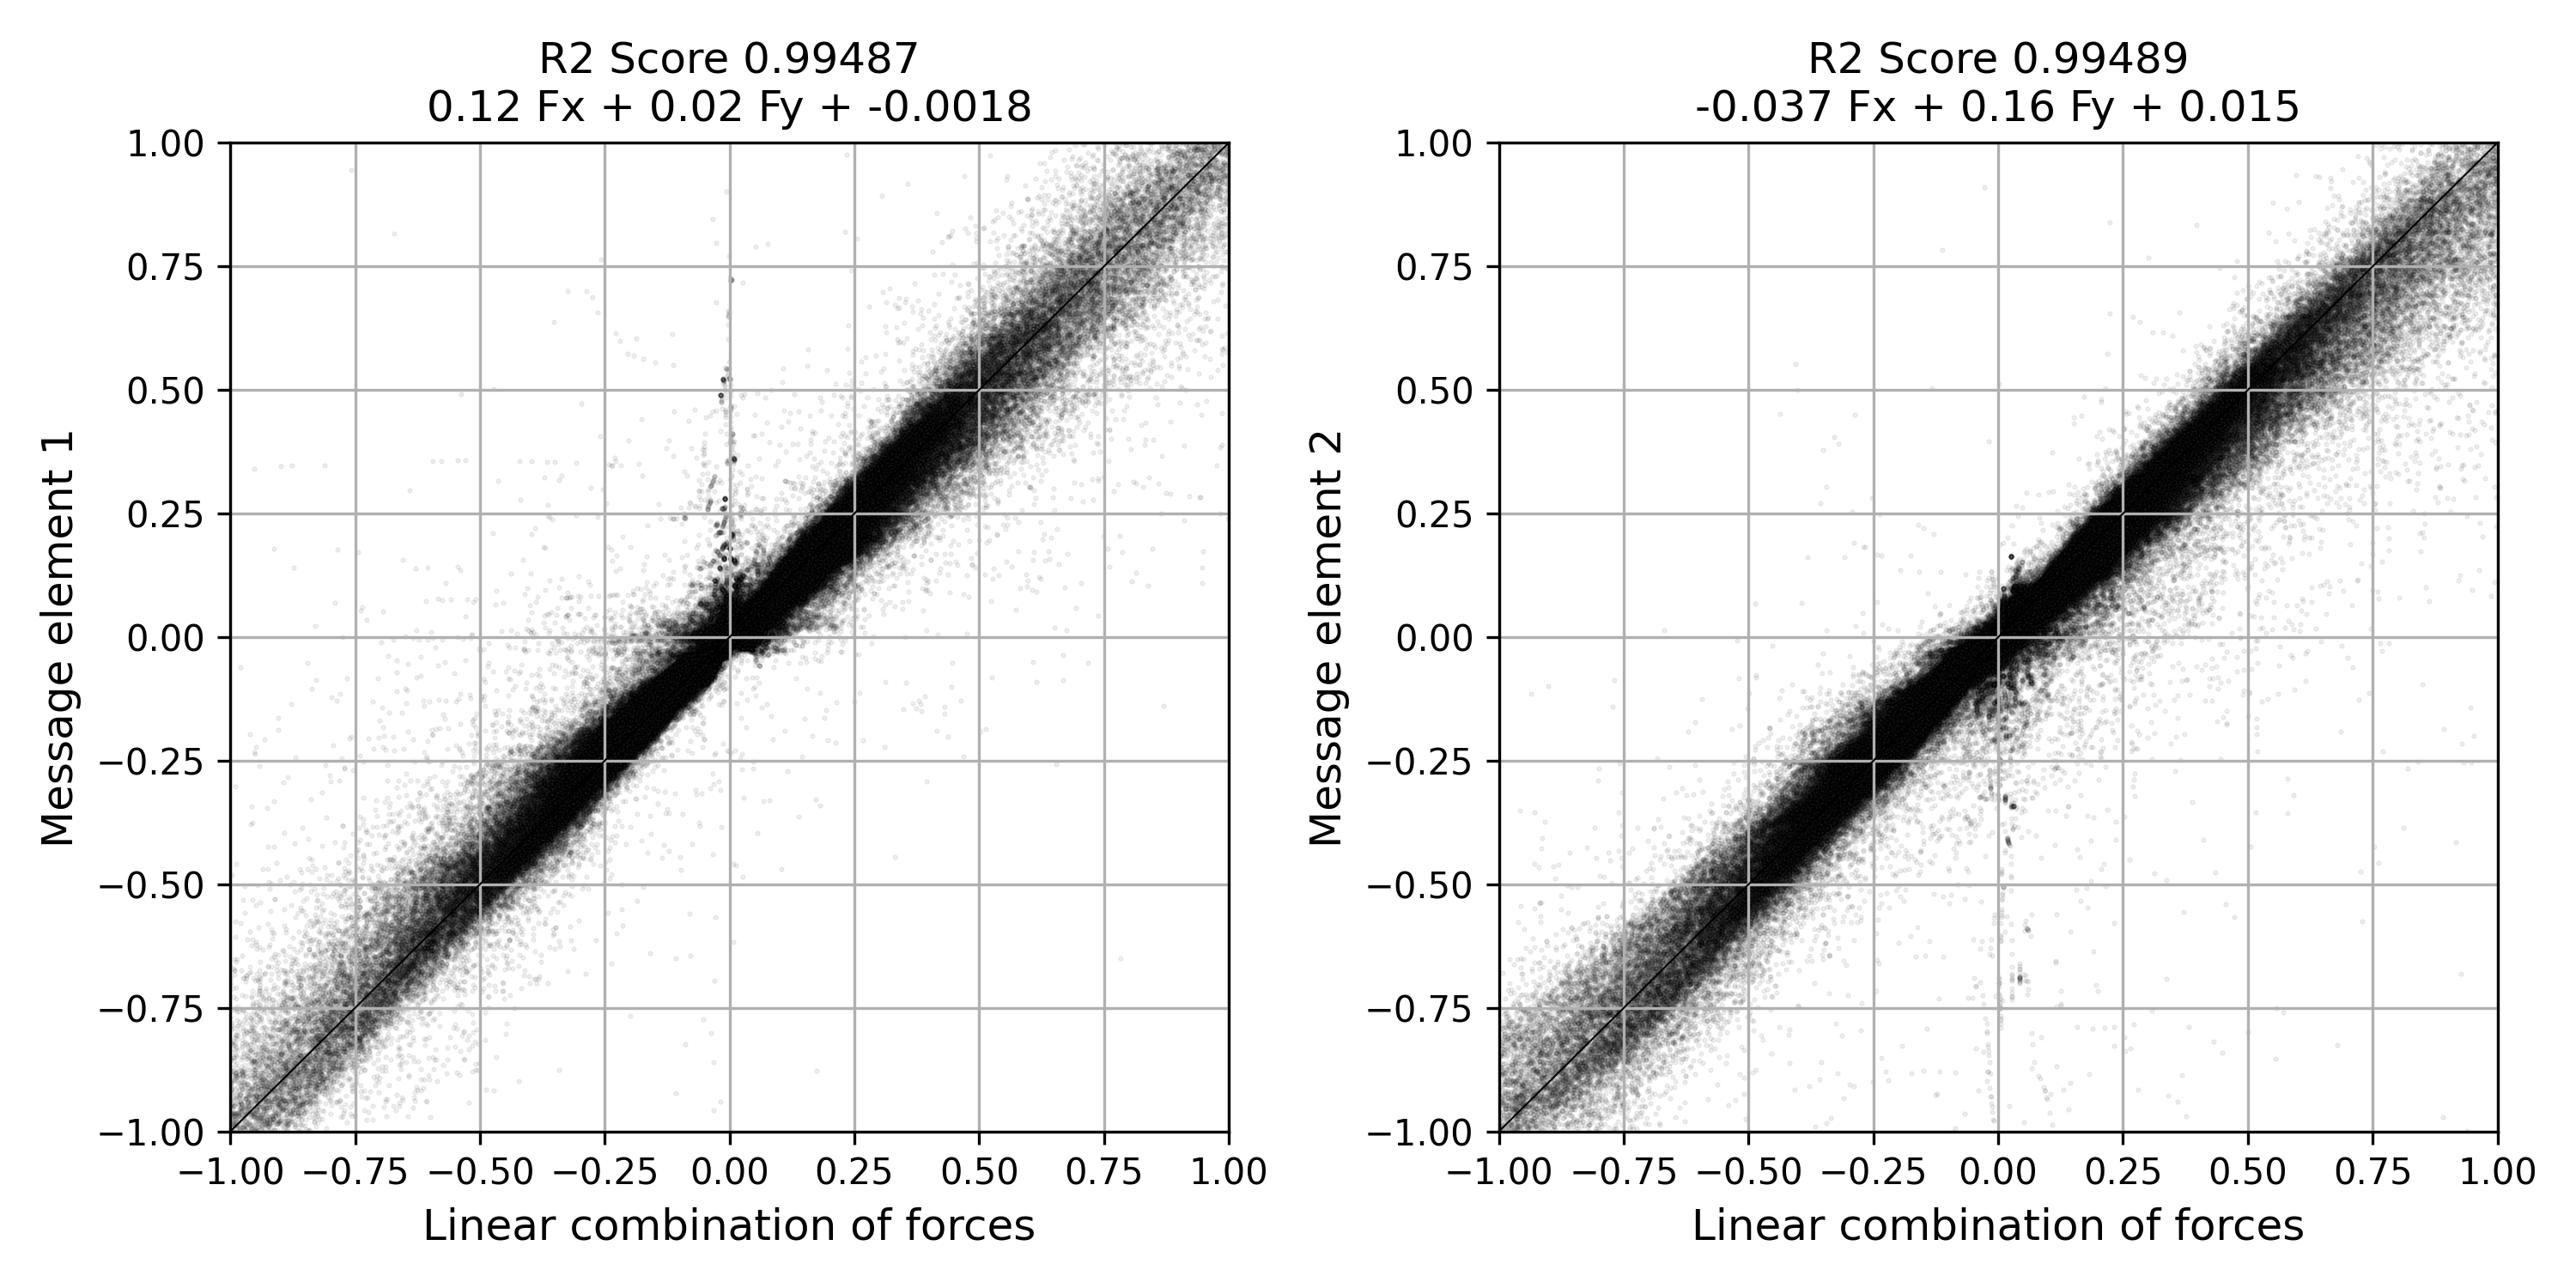 R2 Score 0.99487
0.12 Fx + 0.02 Fy + -0.0018
1.00
0.75
0.50
0.25
0.00
−0.25
−0.50
−0.75
−1.00
Message element 1
−1.00 −0.75 −0.50 −0.25 0.00 0.25 0.50 0.75 1.00
Linear combination of forces
R2 Score 0.99489
-0.037 Fx + 0.16 Fy + 0.015
1.00
0.75
0.50
0.25
0.00
−0.25
−0.50
−0.75
−1.00
Message element 2
−1.00 −0.75 −0.50 −0.25 0.00 0.25 0.50 0.75 1.00
Linear combination of forces